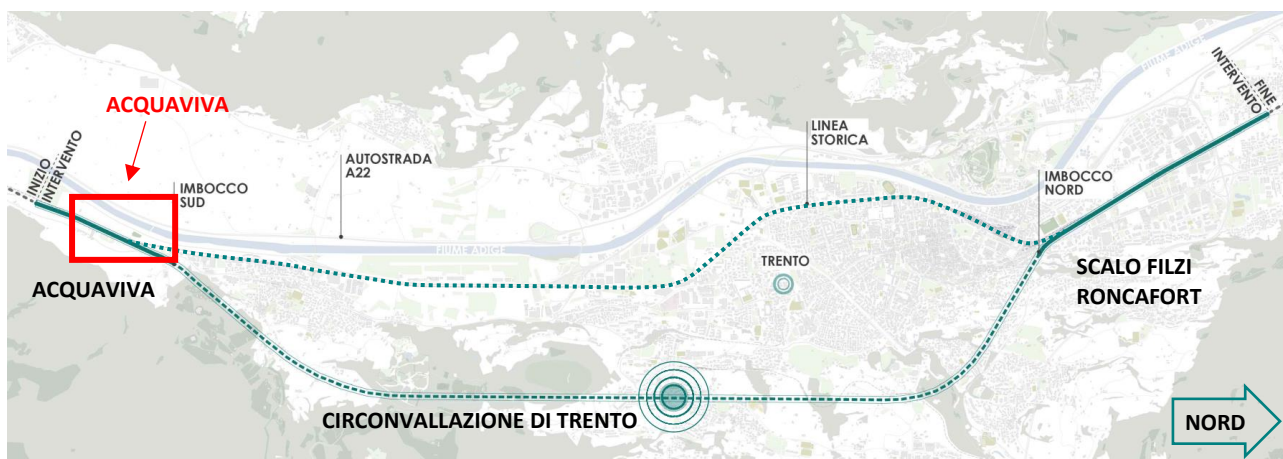 ACQUAVIVA
INIZIO
INTERVENTO
IMBOCCO
SUD
AUTOSTRADA
A22
FIUME ADIGE
LINEA
STORICA
TRENTO
IMBOCCO
NORD
FIUME ADIGE
FINE
INTERVENTO
ACQUAVIVA
SCALO FILZI
RONCAFORT
CIRCONVALLAZIONE DI TRENTO
NORD